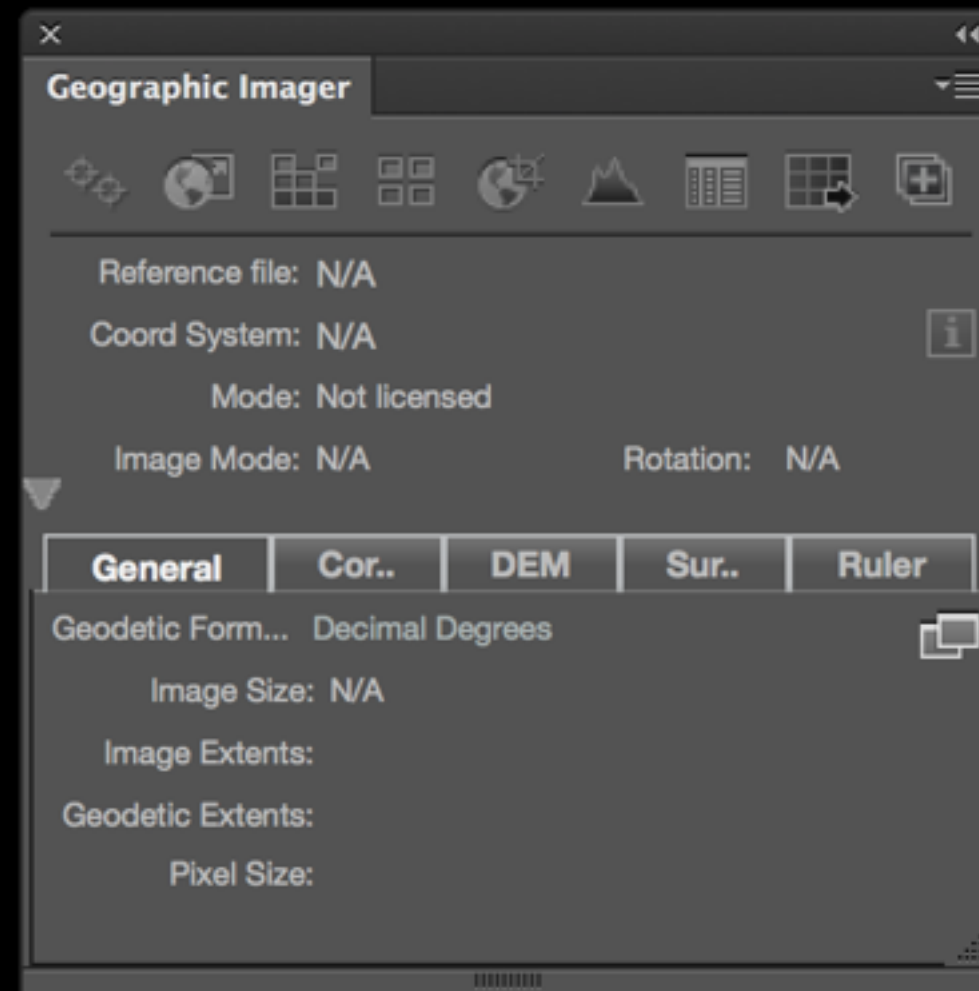 Geographic Imager
Reference file: N/A
Coord System: N/A
Mode: Not licensed
Image Mode: N/A Rotation: N/A
General Cor.. DEM Sur.. Ruler
Geodetic Form... Decimal Degrees
Image Size: N/A
Image Extents:
Geodetic Extents:
Pixel Size: